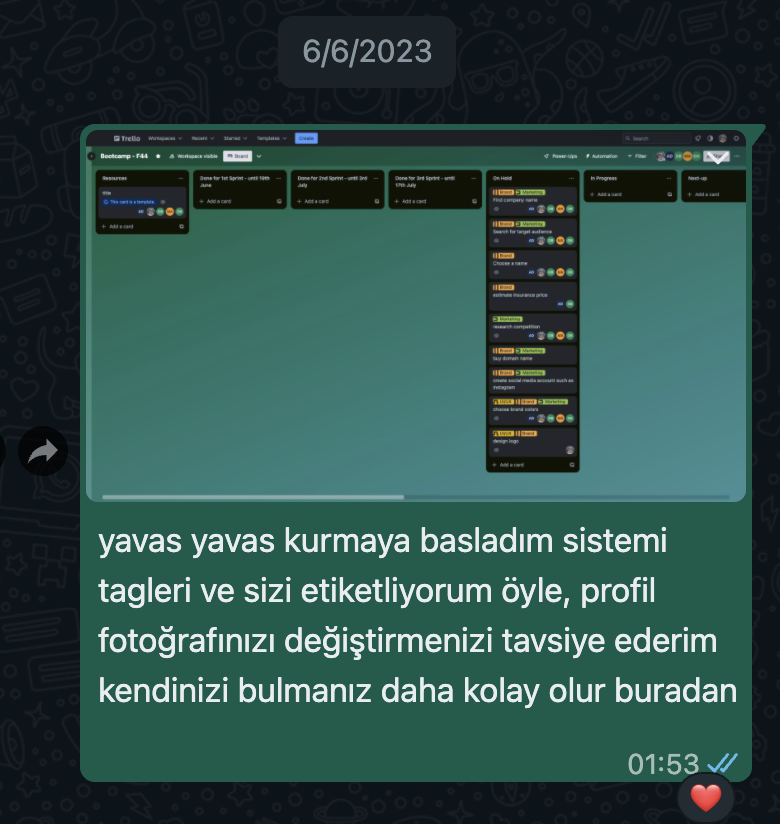 6/6/2023
Trello Workspaces Recent Starred Templates Create Search
Bootcamp - F44 Workspace visible Board Power-Ups Automation Filter
Resources
title
This card is a template.
+ Add a card
Done for 1st Sprint - until 19th
June
+ Add a card
Done for 2nd Sprint - until 3rd
July
+ Add a card
Done for 3rd Sprint - until
17th July
+ Add a card
On Hold
Brand Marketing
Find company name
Brand Marketing
Search for target audience
Brand
Choose a name
Brand
estimate insurance price
Marketing
research competition
Brand Marketing
buy domain name
Brand Marketing
create social media account such as
instagram
UI/UX Brand Marketing
choose brand colors
UI/UX Brand
design logo
+ Add a card
In Progress
+ Add a card
Next-up
+ Add a card
yavas yavas kurmaya basladım sistemi
tagleri ve sizi etiketliyorum öyle, profil
fotoğrafınızı değiştirmenizi tavsiye ederim
kendinizi bulmanız daha kolay olur buradan
01:53